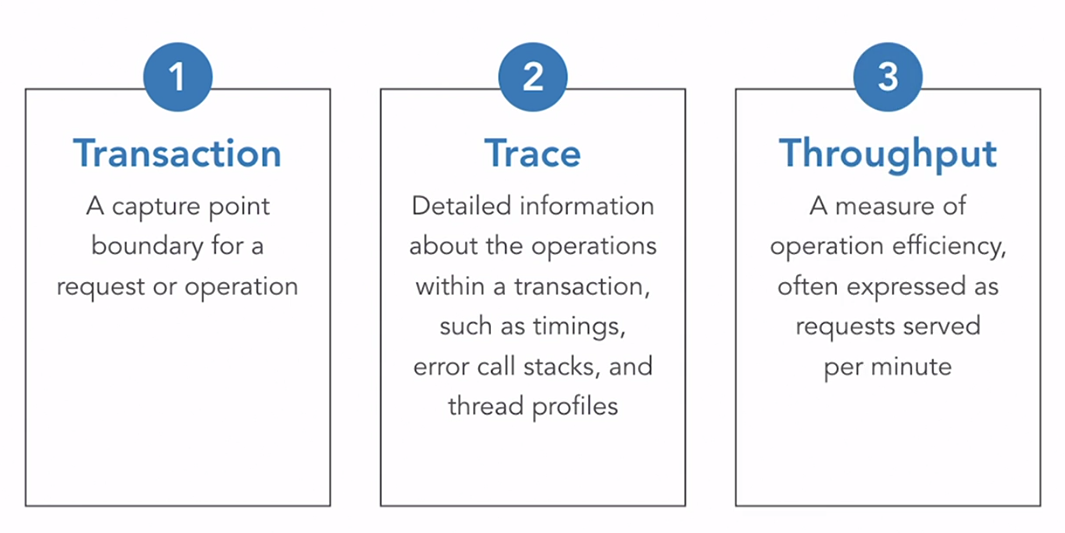 1
Transaction
A capture point
boundary for a
request or operation
2
Trace
Detailed information
about the operations
within a transaction,
such as timings,
error call stacks, and
thread profiles
3
Throughput
A measure of
operation efficiency,
often expressed as
requests served
per minute